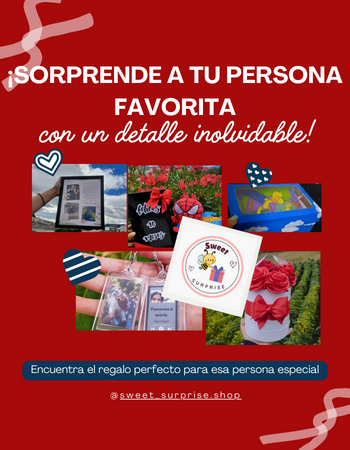 ¡SORPRENDE A TU PERSONA
FAVORITA
con un detalle inolvidable!
Sweet
SURPRISE
Encuentra el regalo perfecto para esa persona especial
@sweet_surprise.shop